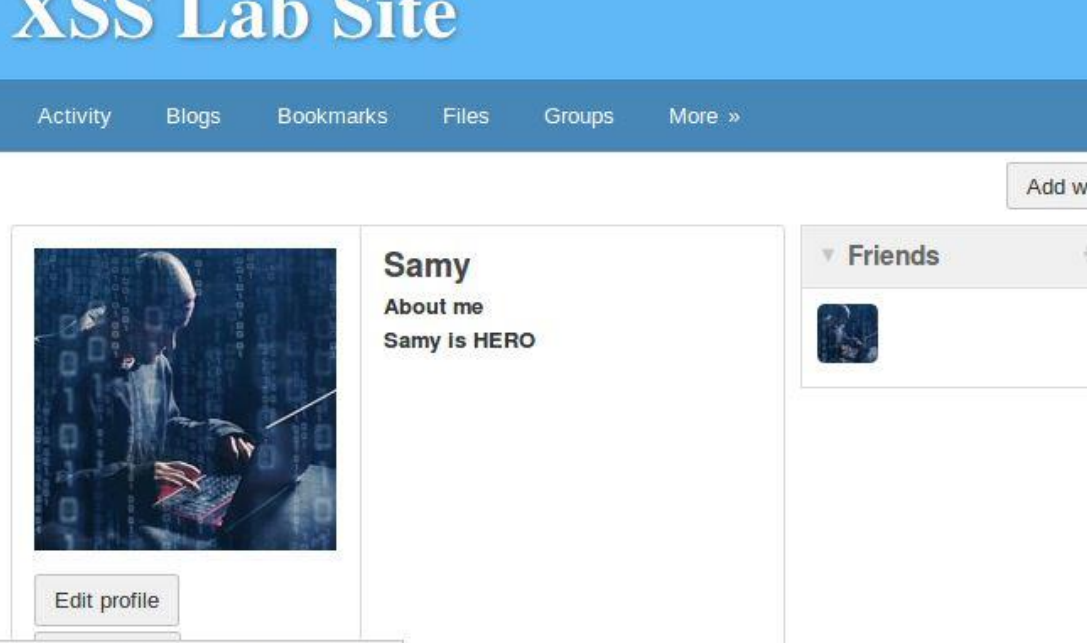 XSS Lab Site
Activity Blogs Bookmarks Files Groups More »
Add w
Samy
About me
Samy is HERO
Friends
Edit profile